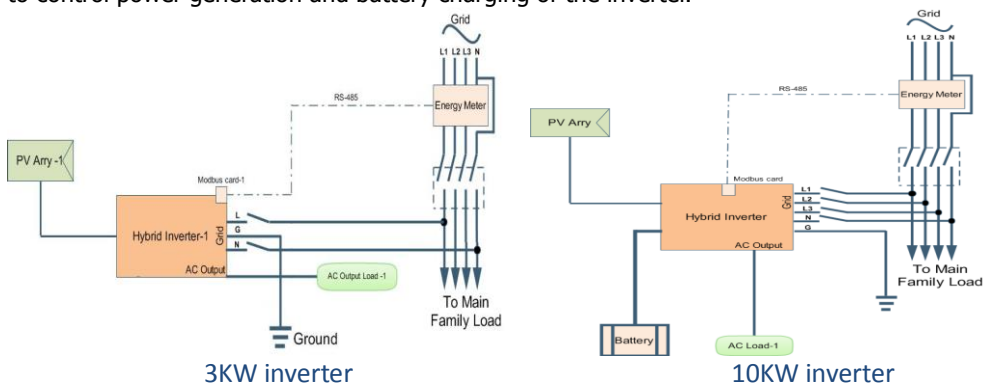 to control power generation and battery charging of the inverter.
Grid
L1 L2 L3 N
RS-485
Energy Meter
PV Arry -1
Modbus card-1
Hybrid Inverter-1
Grid
L
G
N
AC Output
AC Output Load -1
To Main
Family Load
Ground
3KW inverter
Grid
L1 L2 L3 N
RS-485
Energy Meter
PV Arry
Modbus card
Hybrid Inverter
Grid
L1
L2
L3
N
G
AC Output
To Main
Family Load
Battery
AC Load-1
10KW inverter